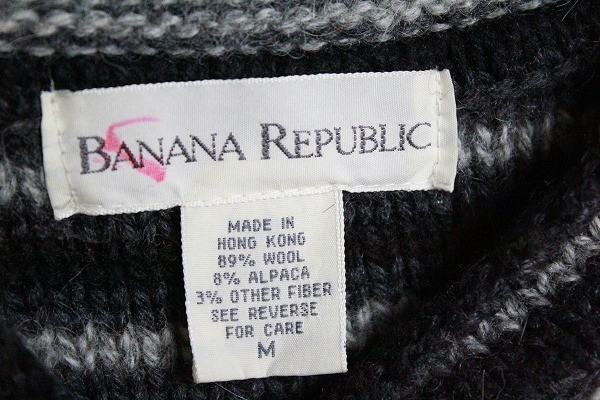 BANANA REPUBLIC
MADE IN
HONG KONG
89% WOOL
8% ALPACA
3% OTHER FIBER
SEE REVERSE
FOR CARE
M